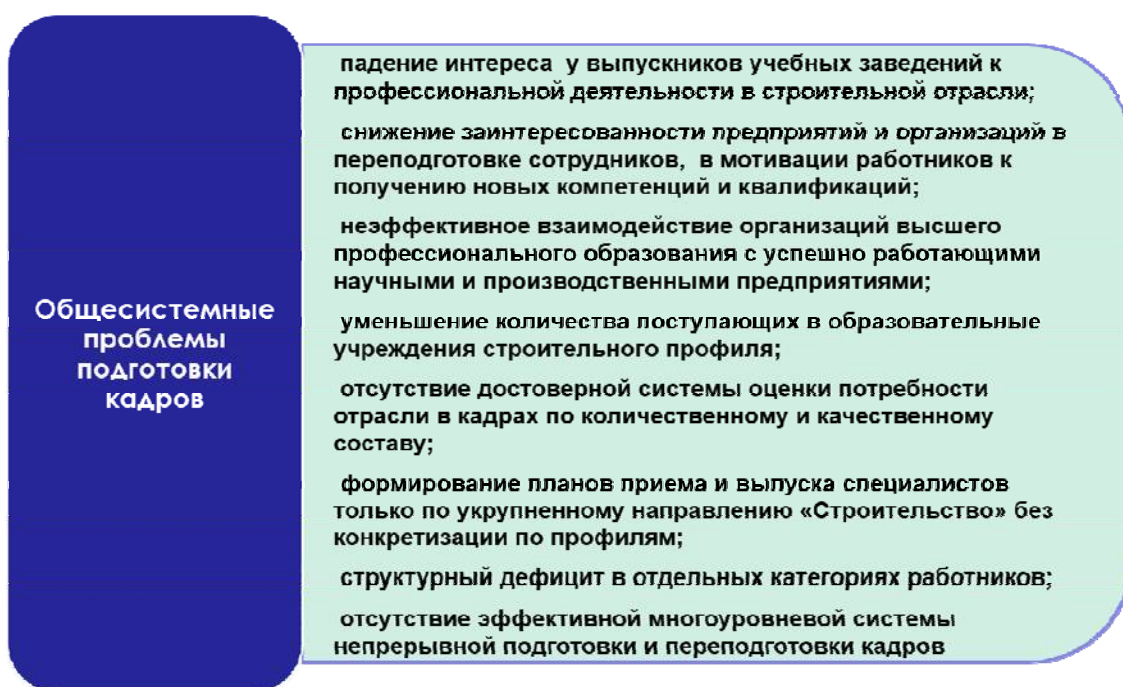 Общесистемные
проблемы
подготовки
кадров
падение интереса у выпускников учебных заведений к
профессиональной деятельности в строительной отрасли;
снижение заинтересованности предприятий и организаций в
переподготовке сотрудников, в мотивации работников к
получению новых компетенций и квалификаций;
неэффективное взаимодействие организаций высшего
профессионального образования с успешно работающими
научными и производственными предприятиями;
уменьшение количества поступающих в образовательные
учреждения строительного профиля;
отсутствие достоверной системы оценки потребности
отрасли в кадрах по количественному и качественному
составу;
формирование планов приема и выпуска специалистов
только по укрупненному направлению «Строительство» без
конкретизации по профилям;
структурный дефицит в отдельных категориях работников;
отсутствие эффективной многоуровневой системы
непрерывной подготовки и переподготовки кадров